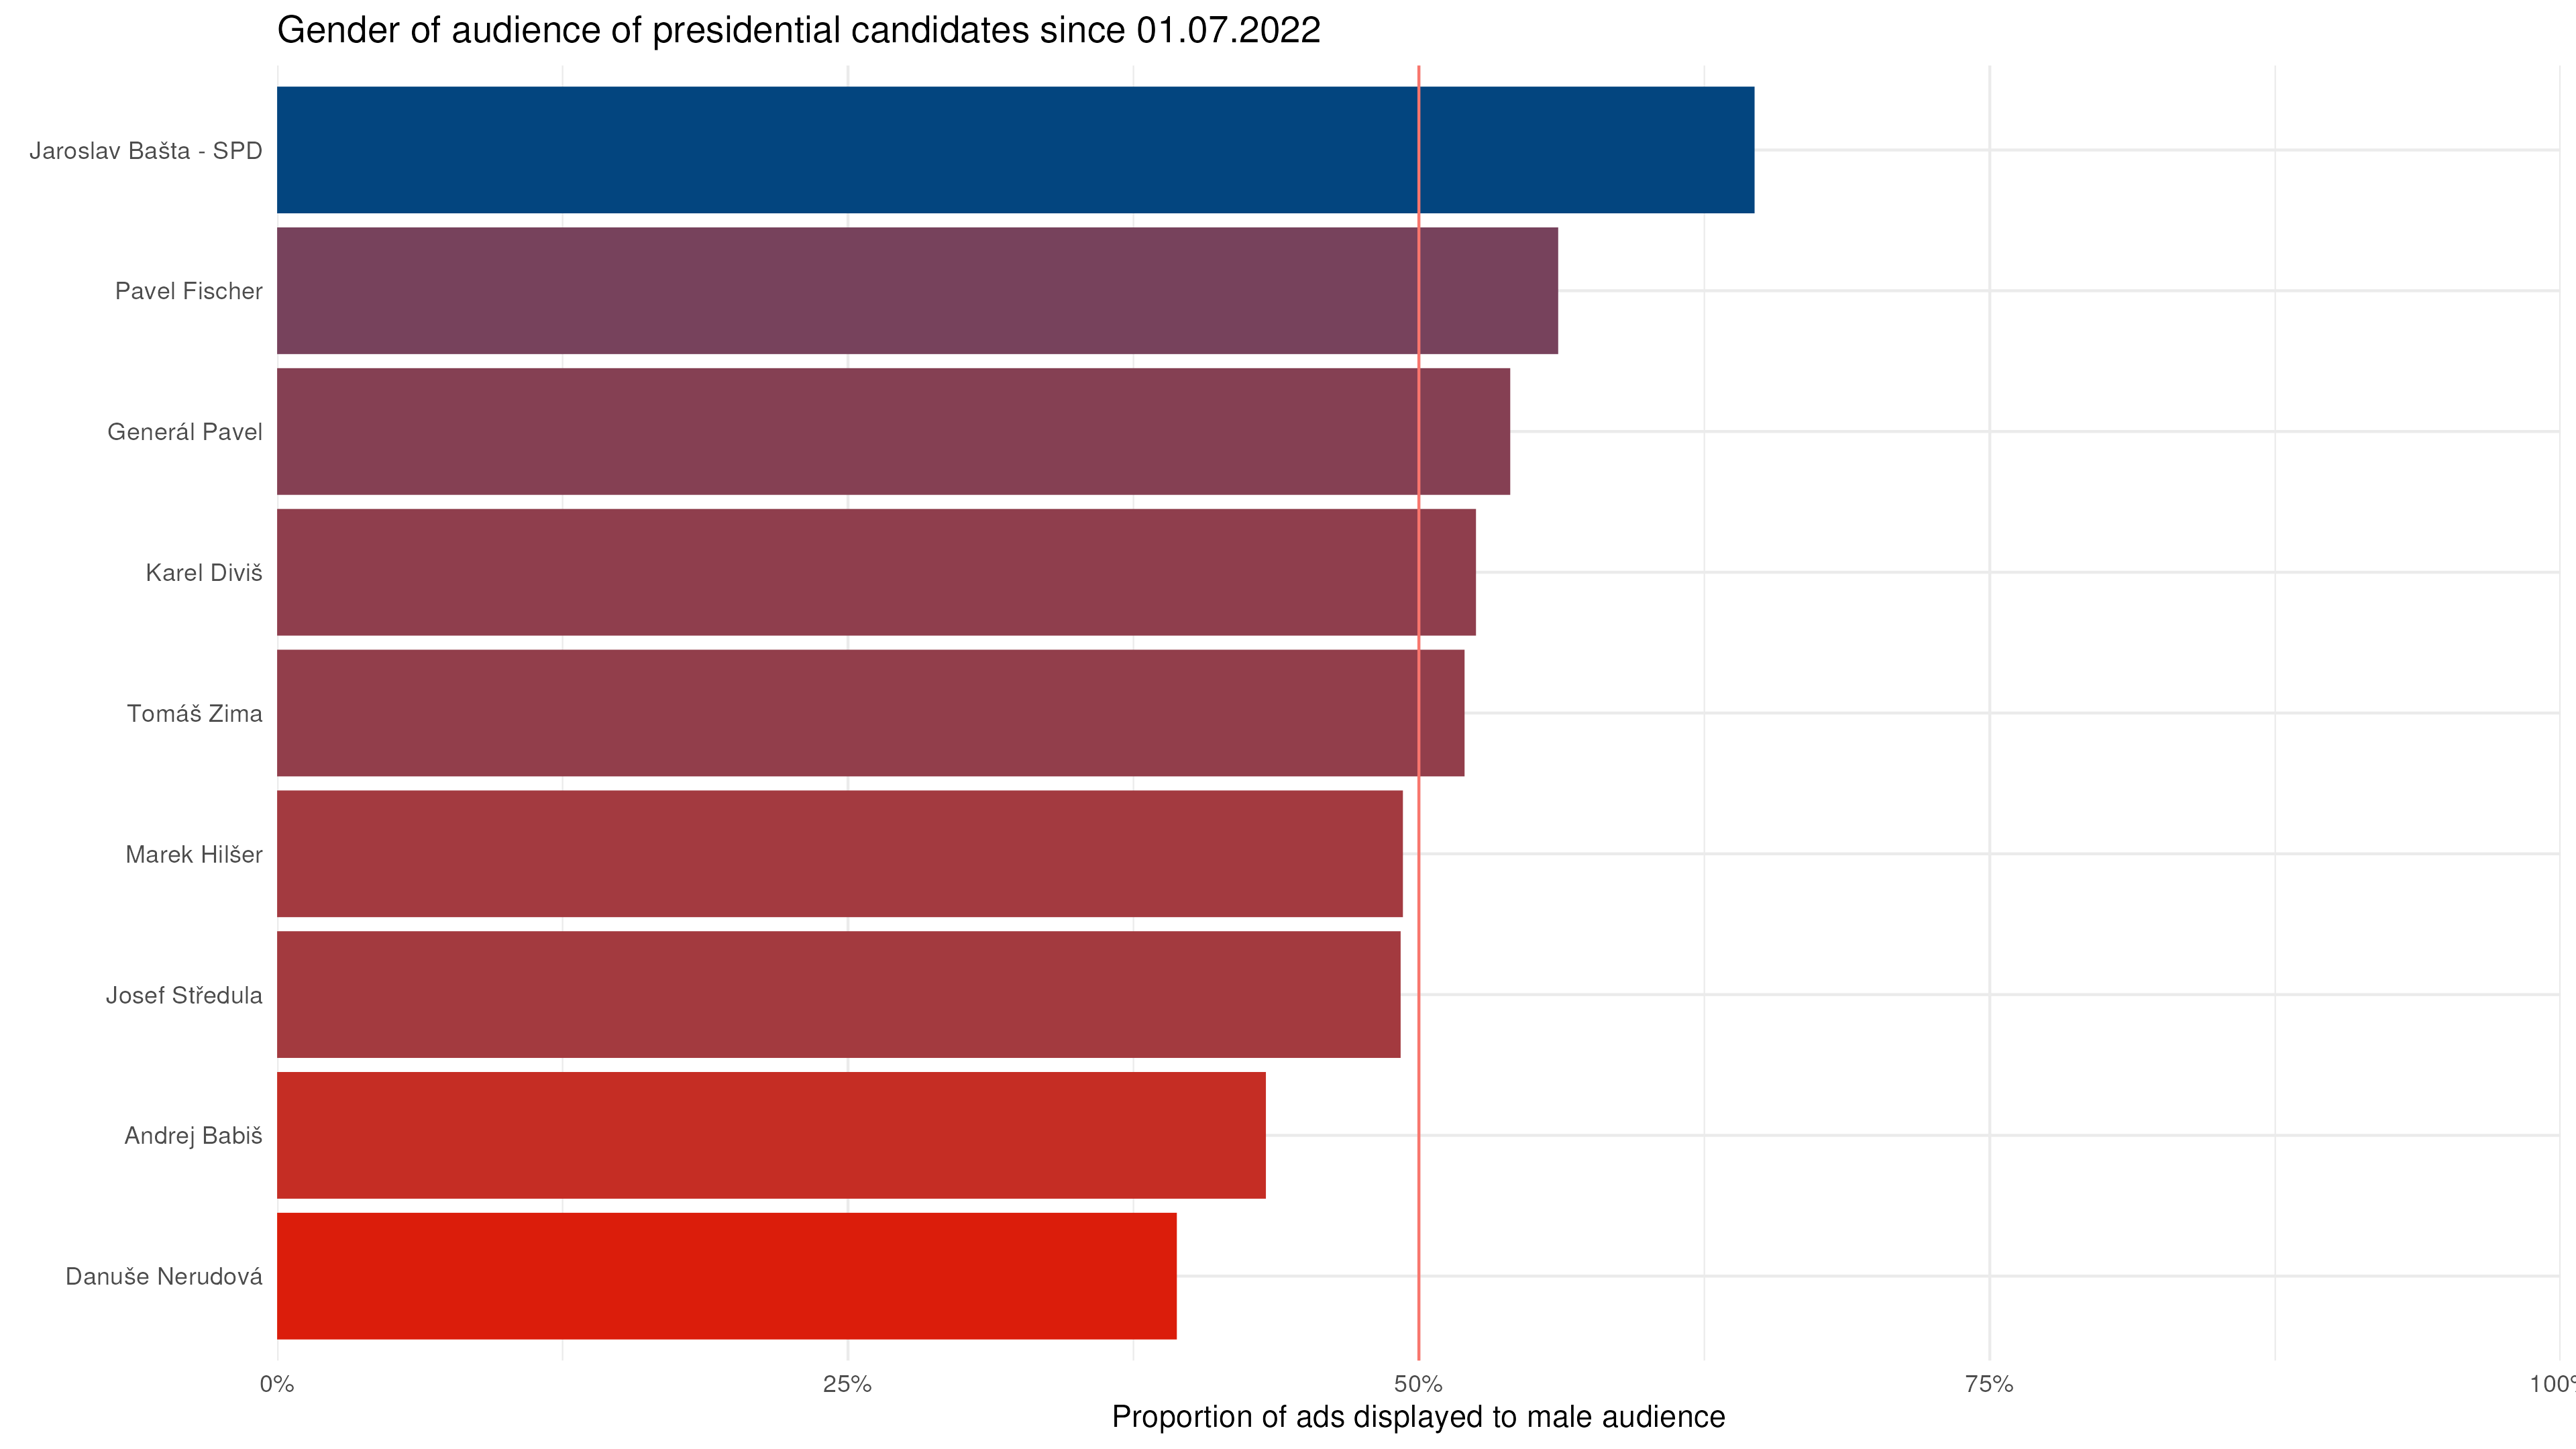 Gender of audience of presidential candidates since 01.07.2022
Jaroslav Bašta - SPD
Pavel Fischer
Generál Pavel
Karel Diviš
Tomáš Zima
Marek Hilšer
Josef Středula
Andrej Babiš
Danuše Nerudová
0% 25% 50% 75% 100%
Proportion of ads displayed to male audience